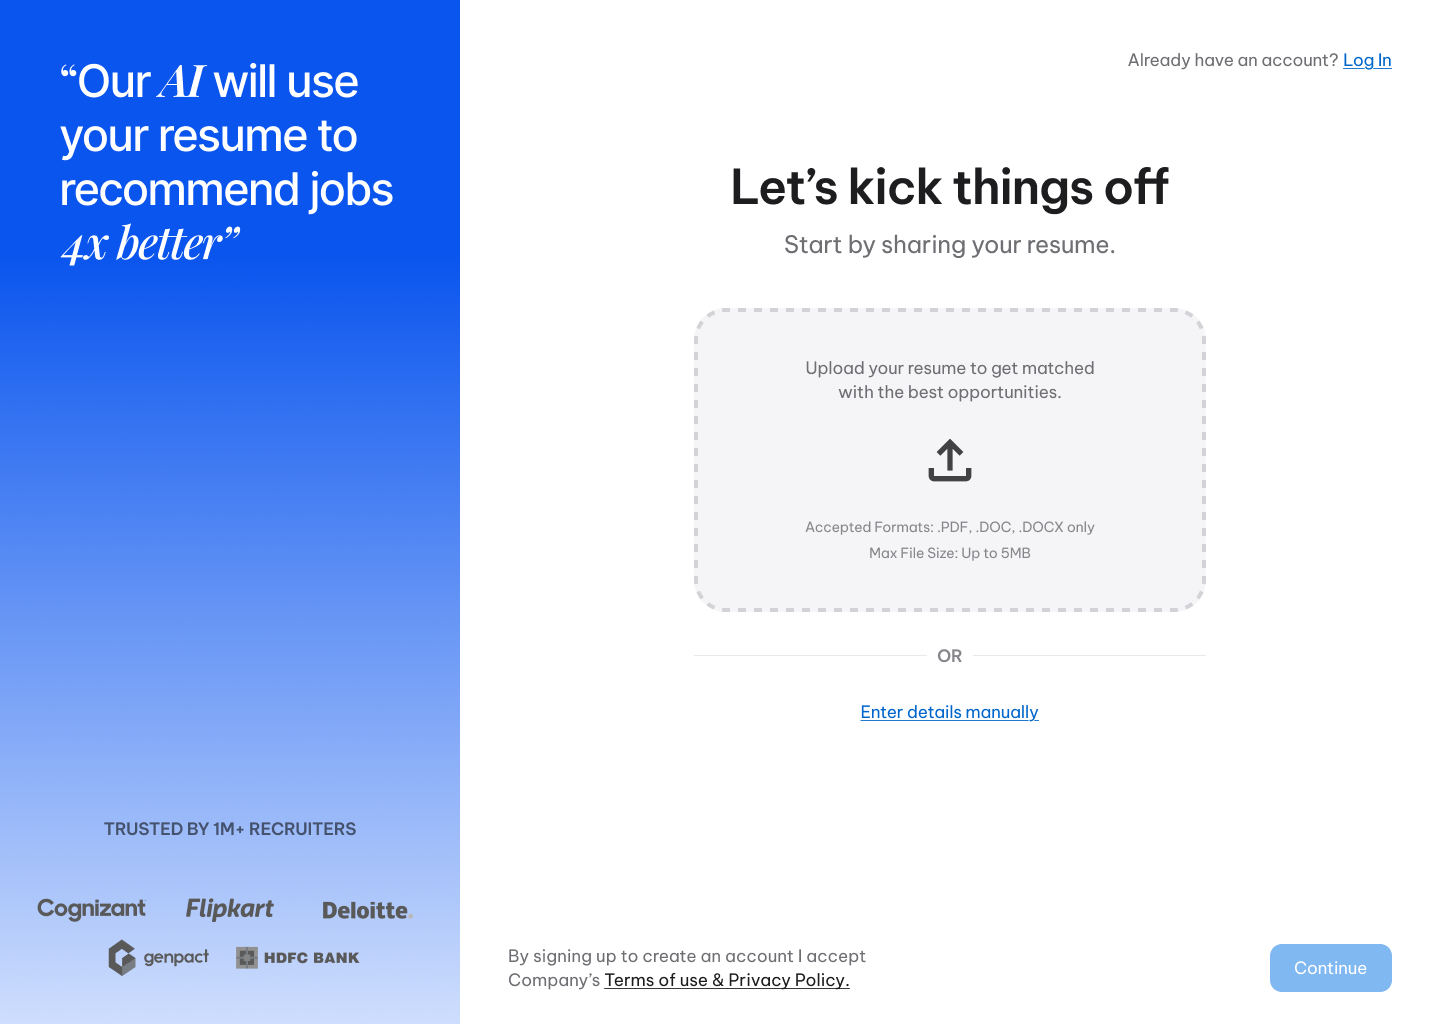 “Our AI will use
your resume to
recommend jobs
4x better”
TRUSTED BY 1M+ RECRUITERS
Cognizant
Flipkart
Deloitte.
genpact
HDFC BANK
Already have an account? Log In
Let’s kick things off
Start by sharing your resume.
Upload your resume to get matched
with the best opportunities.
Accepted Formats: .PDF, .DOC, .DOCX only
Max File Size: Up to 5MB
OR
Enter details manually
By signing up to create an account I accept
Company’s Terms of use & Privacy Policy.
Continue